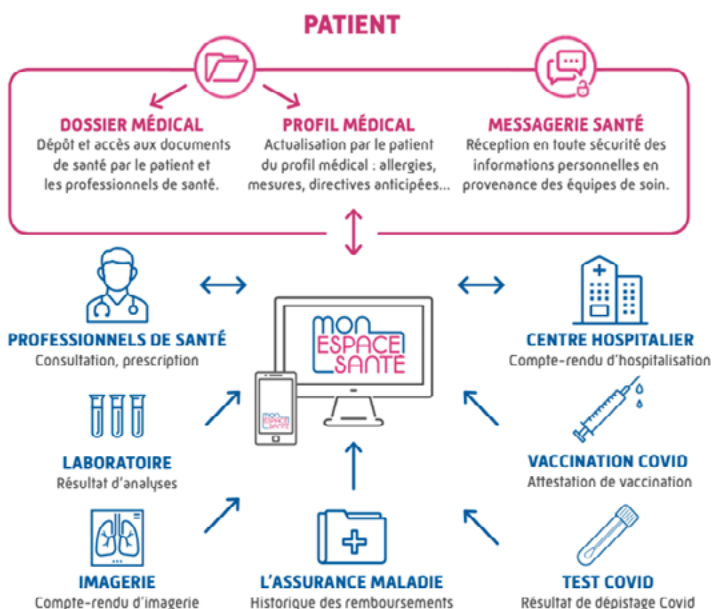 PATIENT
DOSSIER MÉDICAL
Dépôt et accès aux documents
de santé par le patient et
les professionnels de santé.
PROFIL MÉDICAL
Actualisation par le patient
du profil médical : allergies,
mesures, directives anticipées...
MESSAGERIE SANTÉ
Réception en toute sécurité des
informations personnelles en
provenance des équipes de soin.
PROFESSIONNELS DE SANTÉ
Consultation, prescription
mon
ESPACE
SANTÉ
mon
ESPACE
SANTÉ
CENTRE HOSPITALIER
Compte-rendu d'hospitalisation
LABORATOIRE
Résultat d'analyses
VACCINATION COVID
Attestation de vaccination
IMAGERIE
Compte-rendu d'imagerie
L'ASSURANCE MALADIE
Historique des remboursements
TEST COVID
Résultat de dépistage Covid